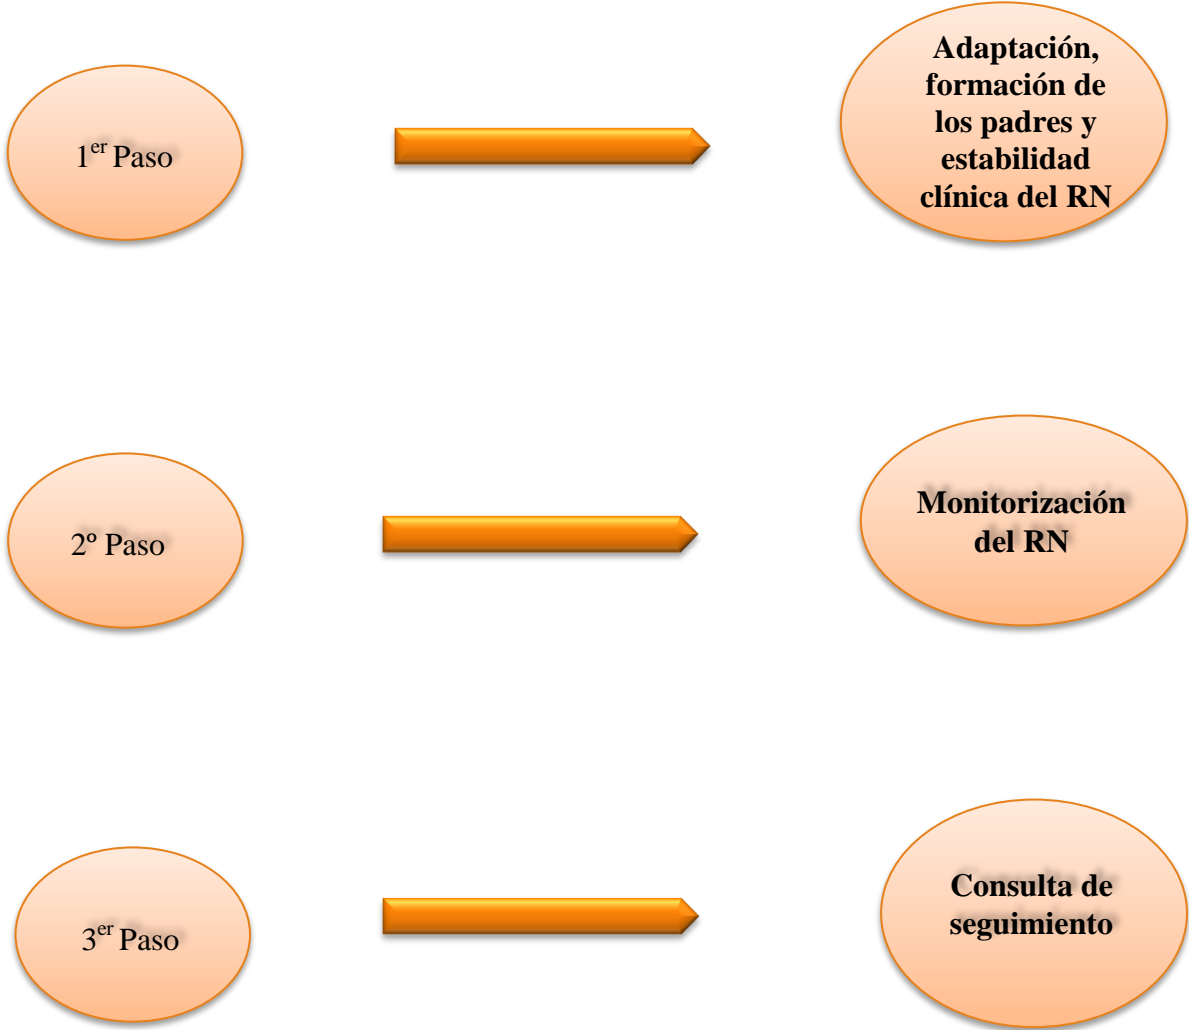 1er Paso
Adaptación,
formación de
los padres y
estabilidad
clínica del RN
2º Paso
Monitorización
del RN
3er Paso
Consulta de
seguimiento